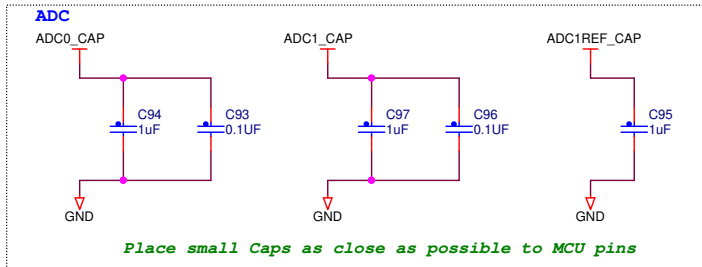 ADC
ADC0_CAP
ADC1_CAP
ADC1REF_CAP
C94
1uF
C93
0.1UF
C97
1uF
C96
0.1UF
C95
1uF
GND
GND
GND
Place small Caps as close as possible to MCU pins